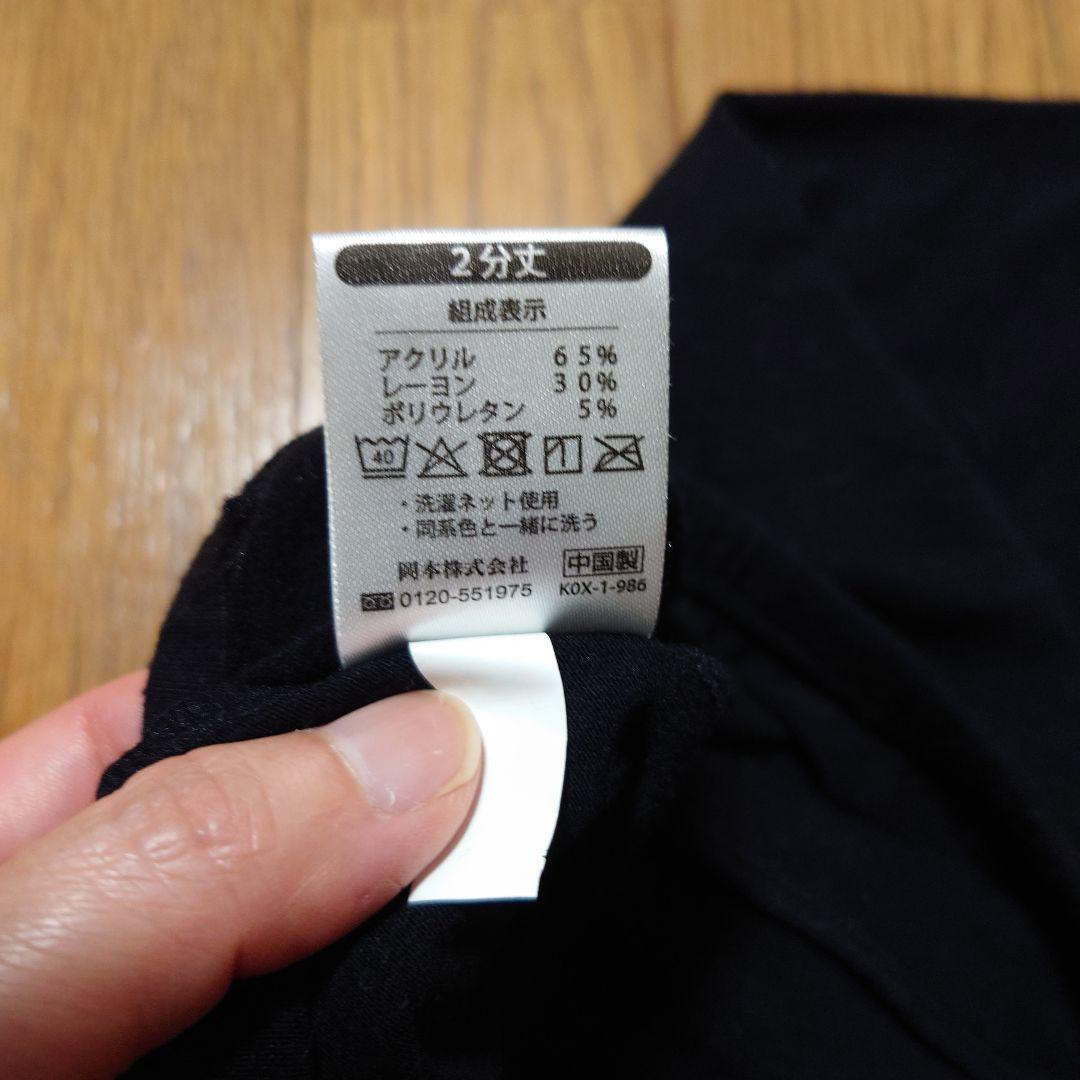 2分丈
組成表示
アクリル 65%
レーヨン 30%
ポリウレタン 5%
40
・洗濯ネット使用
・同系色と一緒に洗う
岡本株式会社 中国製
0120-551975 K0X-1-986